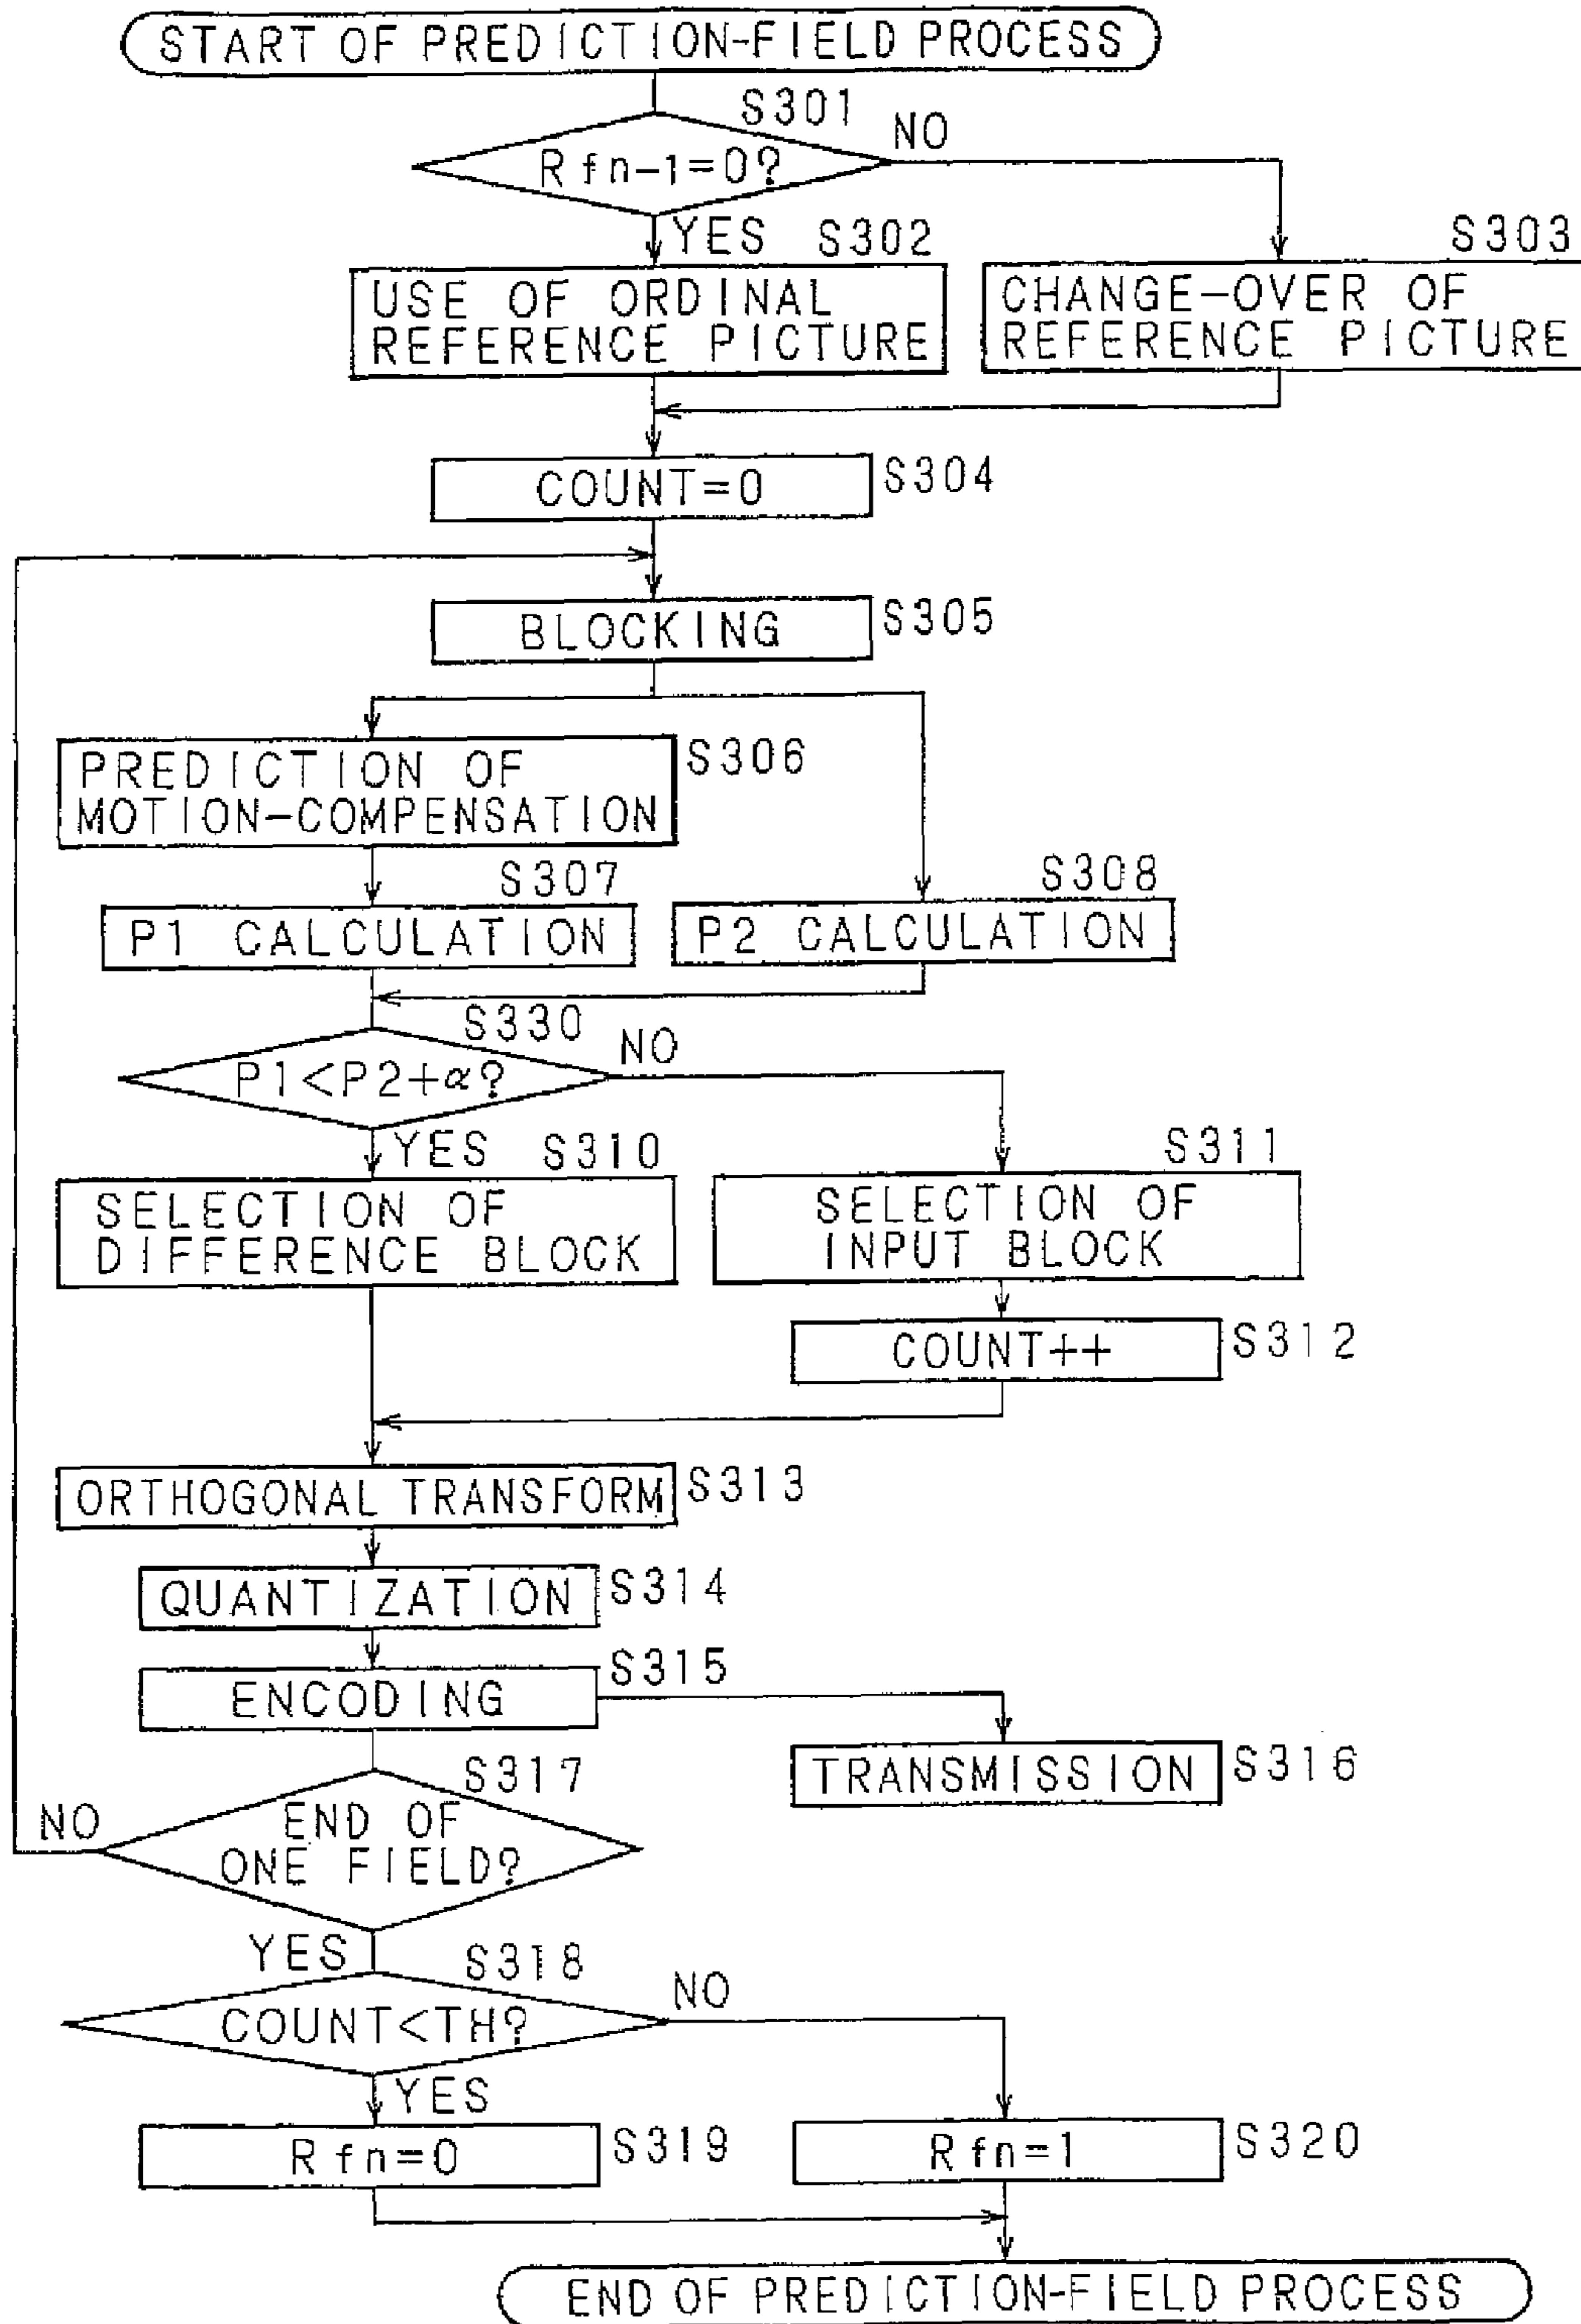 START OF PREDICTION-FIELD PROCESS
S301
Rfn-1=0?
NO
YES
S302
S303
USE OF ORDINAL
REFERENCE PICTURE
CHANGE-OVER OF
REFERENCE PICTURE
COUNT=0
S304
BLOCKING
S305
PREDICTION OF
MOTION-COMPENSATION
S306
S307
S308
P1 CALCULATION
P2 CALCULATION
S330
P1<P2+α?
NO
YES
S310
S311
SELECTION OF
DIFFERENCE BLOCK
SELECTION OF
INPUT BLOCK
COUNT++
S312
ORTHOGONAL TRANSFORM
S313
QUANTIZATION
S314
ENCODING
S315
TRANSMISSION
S316
S317
END OF
ONE FIELD?
NO
YES
S318
COUNT<TH?
NO
YES
Rfn=0
S319
Rfn=1
S320
END OF PREDICTION-FIELD PROCESS